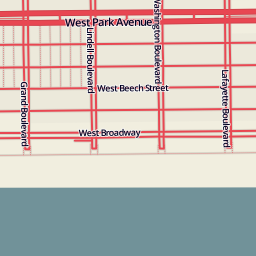 West Park Avenue
Washington Boulevard
Lindell Boulevard
Grand Boulevard
Lafayette Boulevard
West Beech Street
West Broadway